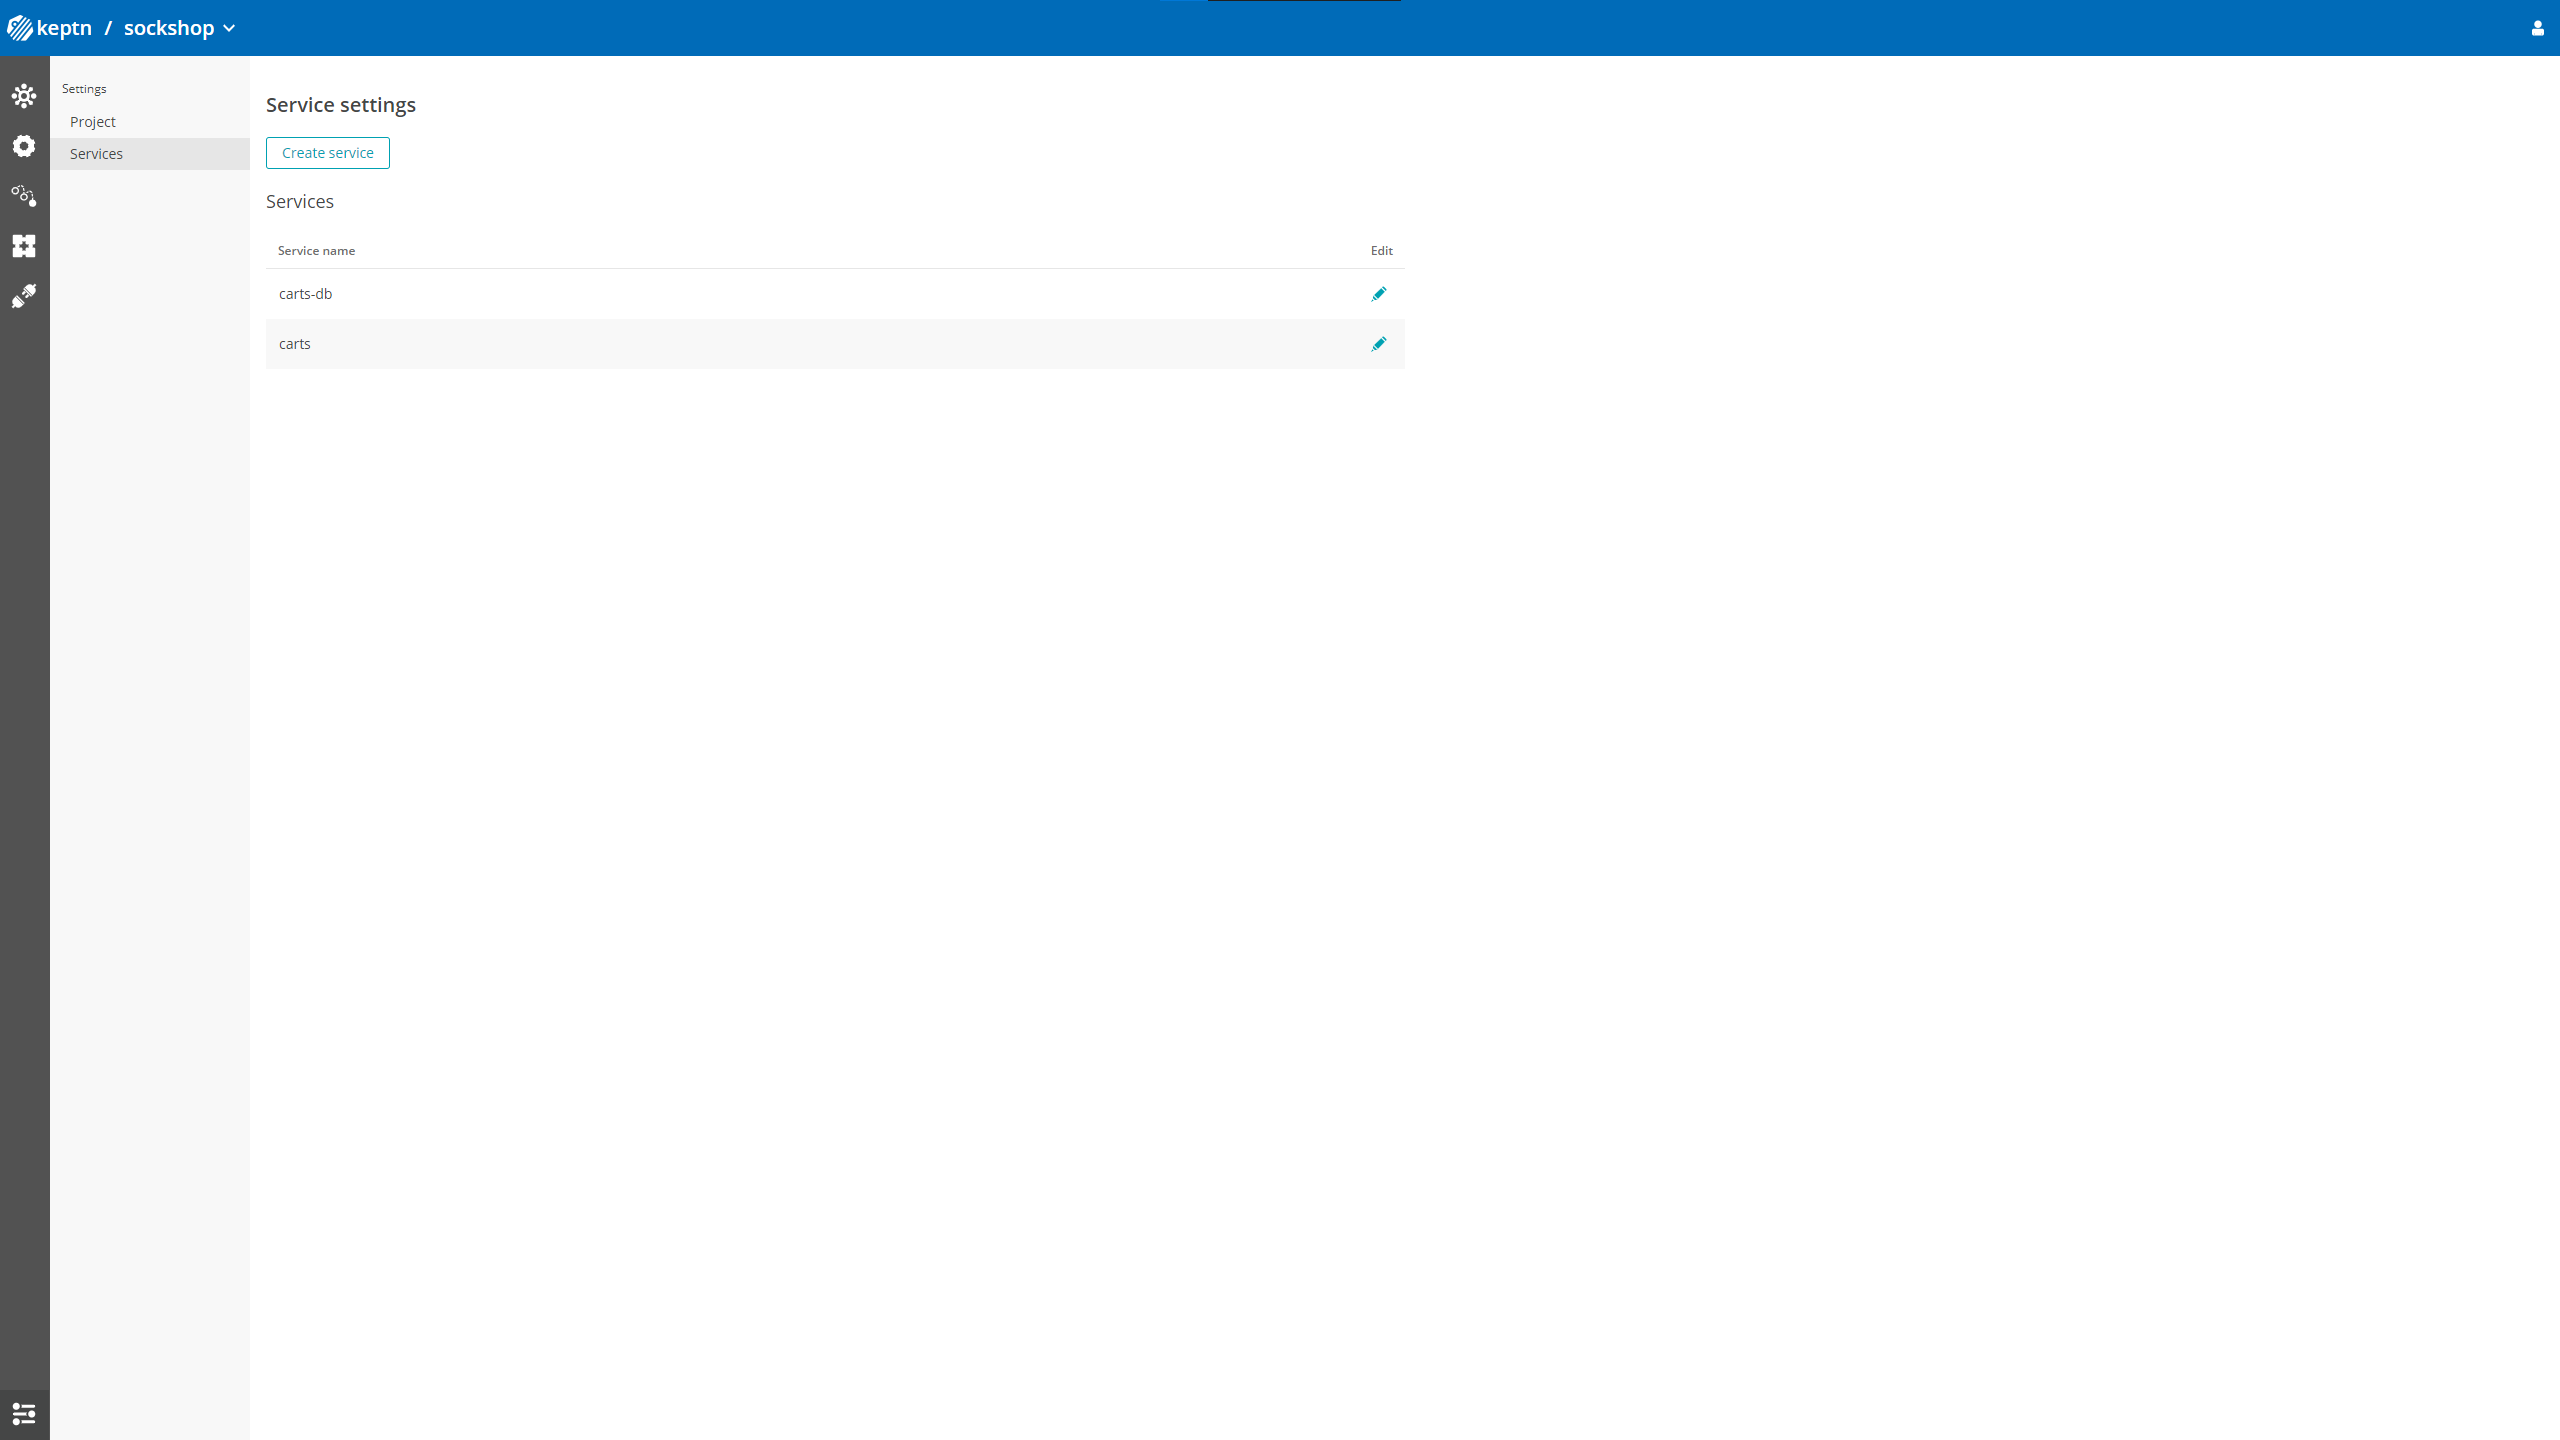 keptn / sockshop
Settings
Project
Services
Service settings
Create service
Services
Service name Edit
carts-db
carts